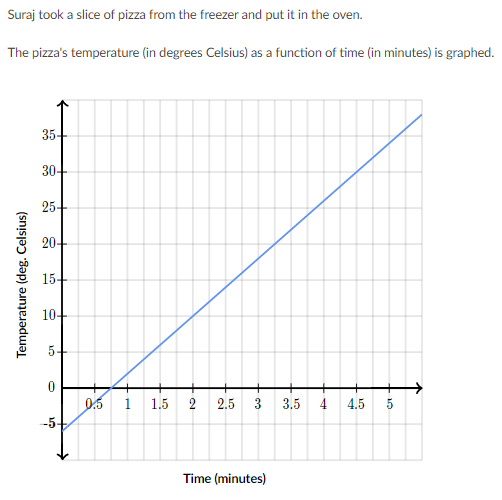 Suraj took a slice of pizza from the freezer and put it in the oven.
The pizza's temperature (in degrees Celsius) as a function of time (in minutes) is graphed.
Temperature (deg. Celsius)
35
30
25
20
15
10
5
0
-5
0.5 1 1.5 2 2.5 3 3.5 4 4.5 5
Time (minutes)